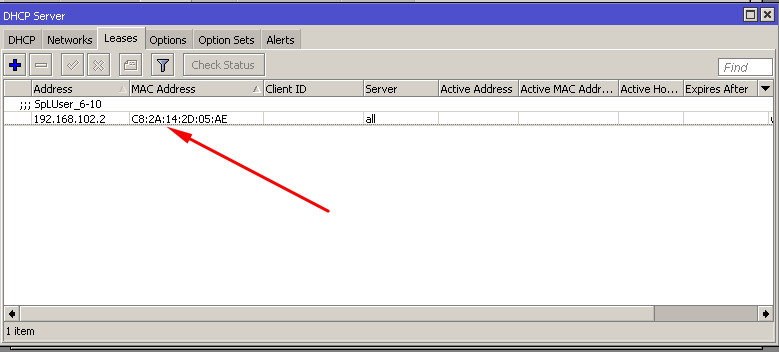 DHCP Server
DHCP Networks Leases Options Option Sets Alerts
Check Status Find
Address MAC Address Client ID Server Active Address Active MAC Addr... Active Ho... Expires After
;;; SpLUser_6-10
192.168.102.2 C8:2A:14:2D:05:AE all
1 item